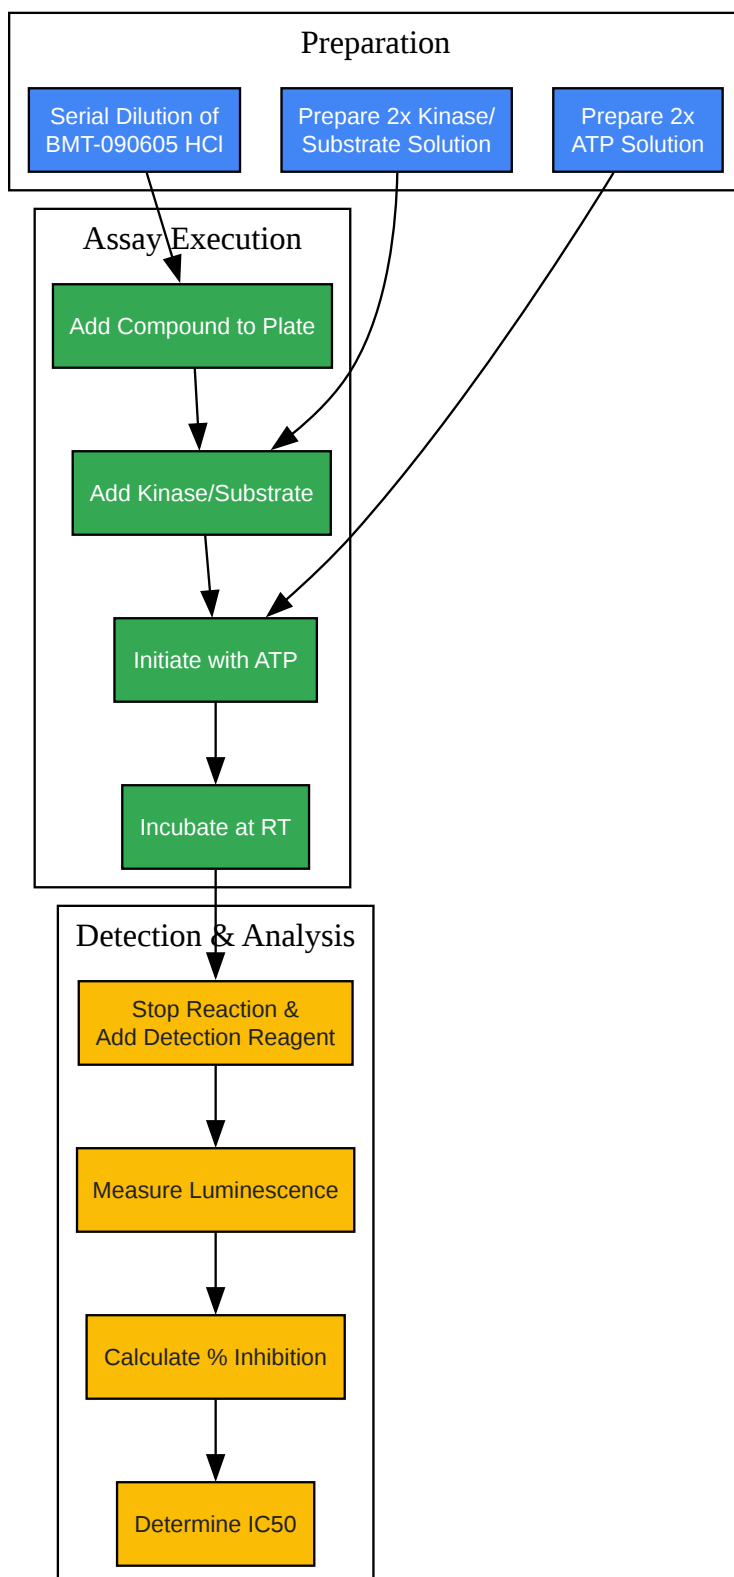 Preparation
Serial Dilution of
BMT-090605 HCl
Prepare 2x Kinase/
Substrate Solution
Prepare 2x
ATP Solution
Assay Execution
Add Compound to Plate
Add Kinase/Substrate
Initiate with ATP
Incubate at RT
Detection & Analysis
Stop Reaction &
Add Detection Reagent
Measure Luminescence
Calculate % Inhibition
Determine IC50